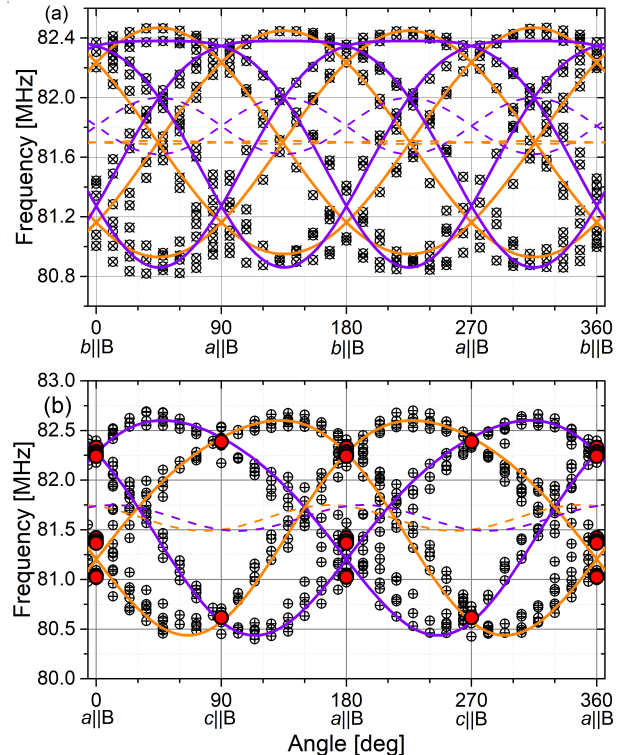 (a)
82.4
82.0
81.6
81.2
80.8
Frequency [MHz]
0 90 180 270 360
b||B a||B b||B a||B b||B
(b)
83.0
82.5
82.0
81.5
81.0
80.5
80.0
Frequency [MHz]
0 90 180 270 360
a||B c||B a||B c||B a||B
Angle [deg]